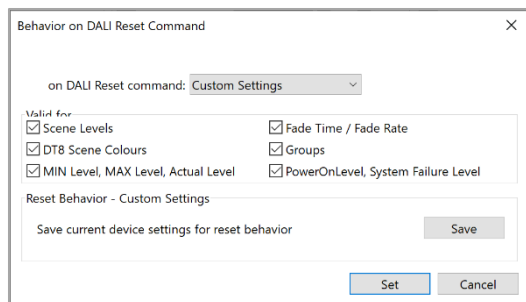 Behavior on DALI Reset Command
on DALI Reset command: Custom Settings
Valid for
Scene Levels Fade Time / Fade Rate
DT8 Scene Colours Groups
MIN Level, MAX Level, Actual Level PowerOnLevel, System Failure Level
Reset Behavior - Custom Settings
Save current device settings for reset behavior Save
Set Cancel